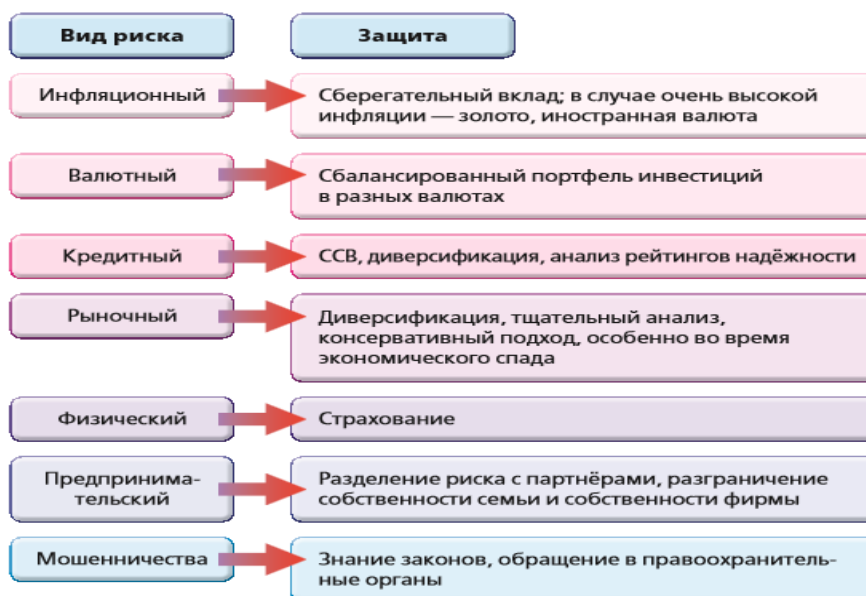 Вид риска
Защита
Инфляционный
Сберегательный вклад; в случае очень высокой
инфляции — золото, иностранная валюта
Валютный
Сбалансированный портфель инвестиций
в разных валютах
Кредитный
ССВ, диверсификация, анализ рейтингов надёжности
Рыночный
Диверсификация, тщательный анализ,
консервативный подход, особенно во время
экономического спада
Физический
Страхование
Предпринима-
тельский
Разделение риска с партнёрами, разграничение
собственности семьи и собственности фирмы
Мошенничества
Знание законов, обращение в правоохранитель-
ные органы